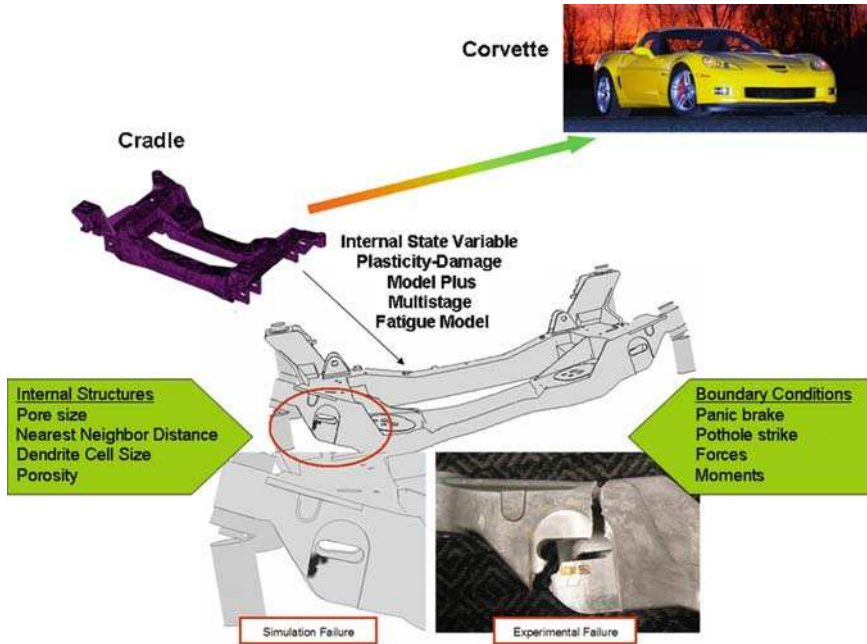 Corvette
Cradle
Internal State Variable
Plasticity-Damage
Model Plus
Multistage
Fatigue Model
Internal Structures
Pore size
Nearest Neighbor Distance
Dendrite Cell Size
Porosity
Boundary Conditions
Panic brake
Pothole strike
Forces
Moments
Simulation Failure
Experimental Failure